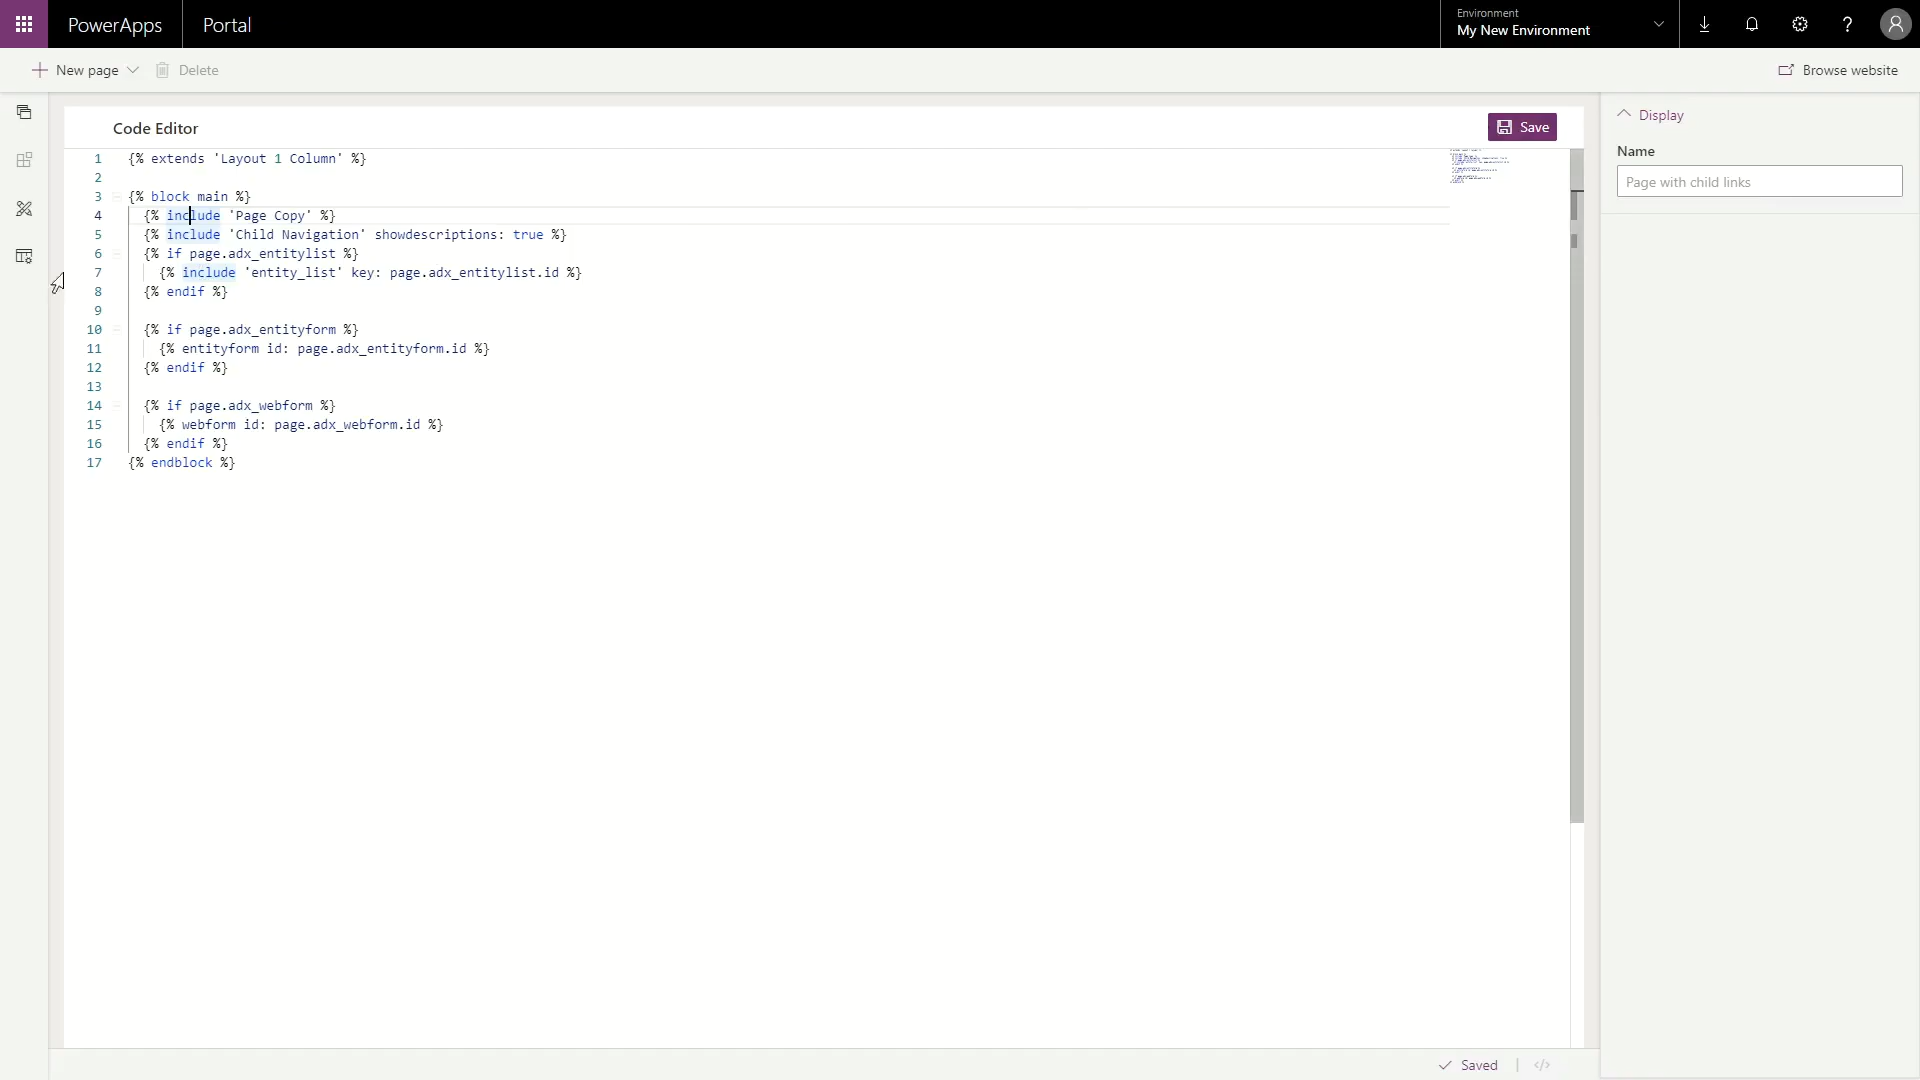 PowerApps Portal Environment
My New Environment
New page Delete Browse website
Code Editor Save Display
Name
Page with child links
1 {% extends 'Layout 1 Column' %}
2
3 {% block main %}
4 {% include 'Page Copy' %}
5 {% include 'Child Navigation' showdescriptions: true %}
6 {% if page.adx_entitylist %}
7 {% include 'entity_list' key: page.adx_entitylist.id %}
8 {% endif %}
9
10 {% if page.adx_entityform %}
11 {% entityform id: page.adx_entityform.id %}
12 {% endif %}
13
14 {% if page.adx_webform %}
15 {% webform id: page.adx_webform.id %}
16 {% endif %}
17 {% endblock %}
Saved | </>